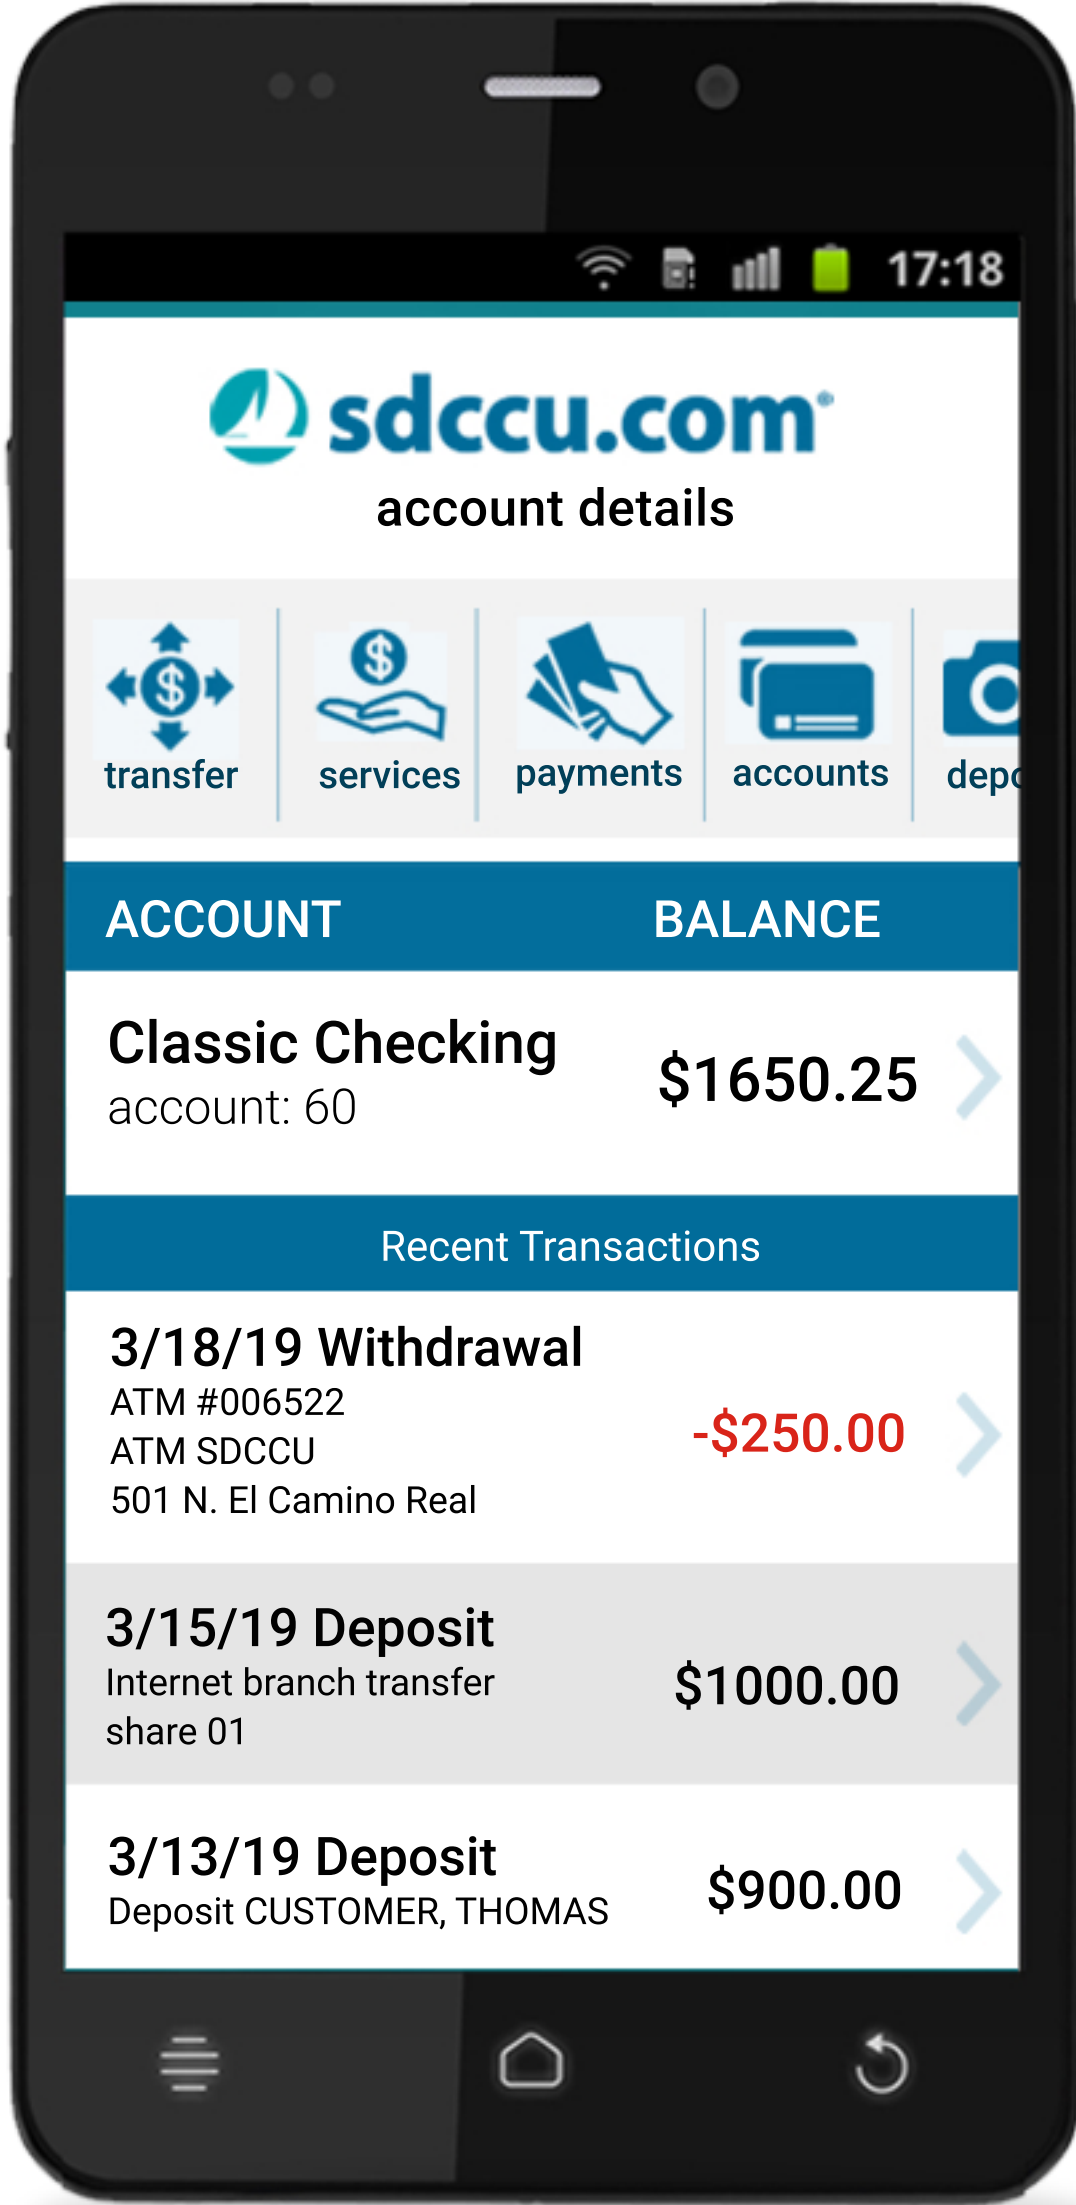 17:18
sdccu.com®
account details
transfer
services
payments
accounts
depo
ACCOUNT
BALANCE
Classic Checking
account: 60
$1650.25
Recent Transactions
3/18/19 Withdrawal
ATM #006522
ATM SDCCU
501 N. El Camino Real
-$250.00
3/15/19 Deposit
Internet branch transfer
share 01
$1000.00
3/13/19 Deposit
Deposit CUSTOMER, THOMAS
$900.00